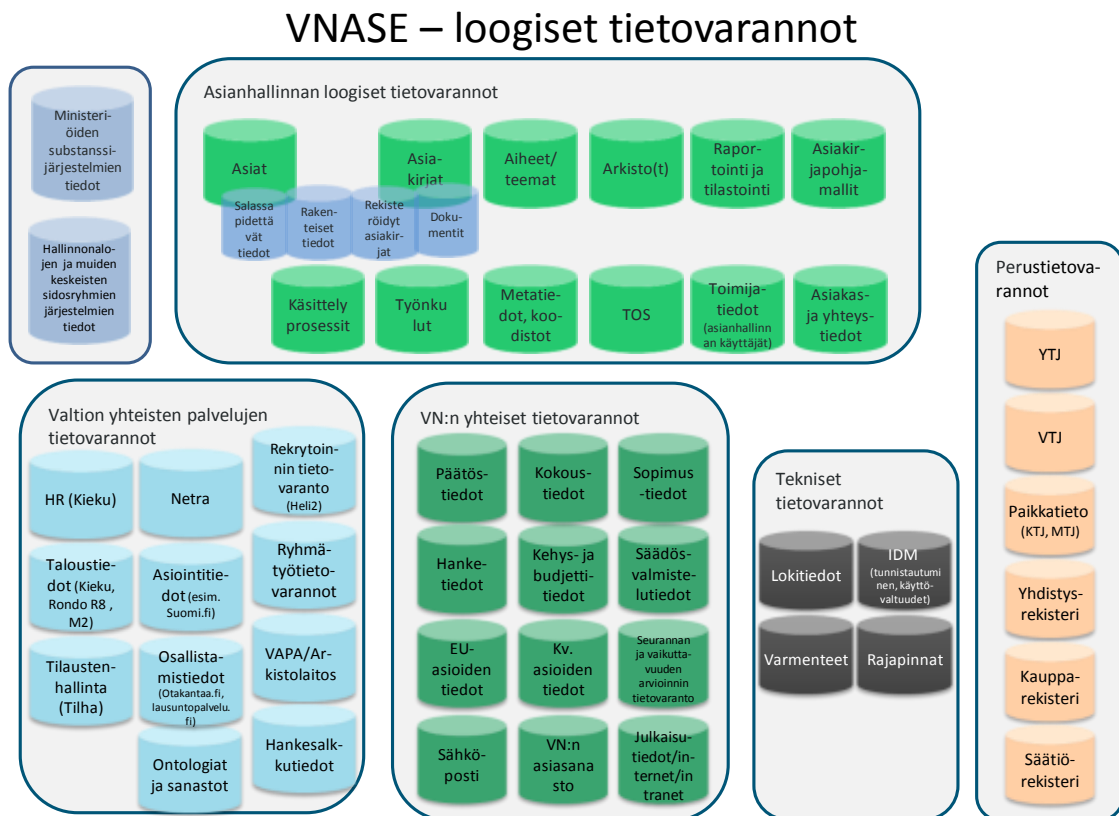 VNASE – loogiset tietovarannot
Ministeri-
öiden
substanssi-
järjestelmien
tiedot
Hallinnonalo-
jen ja muiden
keskeisten
sidosryhmien
järjestelmien
tiedot
Asianhallinnan loogiset tietovarannot
Asiat
Asia-
kirjat
Aiheet/
teemat
Arkisto(t)
Rapor-
tointi ja
tilastointi
Asiakir-
japohja-
mallit
Salassa
pidettä
vät
tiedot
Raken-
teiset
tiedot
Rekiste
röidyt
asiakir-
jat
Doku-
mentit
Käsittely
prosessit
Työnku
lut
Metatie-
dot, koo-
distot
TOS
Toimija-
tiedot
(asianhallinn
an käyttäjät)
Asiakas-
ja yhteys-
tiedot
Valtion yhteisten palvelujen
tietovarannot
HR (Kieku)
Netra
Rekrytoin-
nin tieto-
varanto
(Heli2)
Taloustie-
dot (Kieku,
Rondo R8 ,
M2)
Asiointitie-
dot (esim.
Suomi.fi)
Ryhmä-
työtieto-
varannot
Tilausten-
hallinta
(Tilha)
Osallista-
mistiedot
(Otakantaa.fi,
lausuntopalvelu.
fi)
VAPA/Ar-
kistolaitos
Ontologiat
ja sanastot
Hankesalk-
kutiedot
VN:n yhteiset tietovarannot
Päätös-
tiedot
Kokous-
tiedot
Sopimus
-tiedot
Hanke-
tiedot
Kehys- ja
budjetti-
tiedot
Säädös-
valmiste-
lutiedot
EU-
asioiden
tiedot
Kv.
asioiden
tiedot
Seurannan
ja vaikutta-
vuuden
arvioinnin
tietovaranto
Sähkö-
posti
VN:n
asiasana
sto
Julkaisu-
tiedot/in-
ternet/in
tranet
Tekniset
tietovarannot
Lokitiedot
IDM
(tunnistautumi
nen, käyttö-
valtuudet)
Varmenteet
Rajapinnat
Perustietova-
rannot
YTJ
VTJ
Paikkatieto
(KTJ, MTJ)
Yhdistys-
rekisteri
Kauppa-
rekisteri
Säätiö-
rekisteri